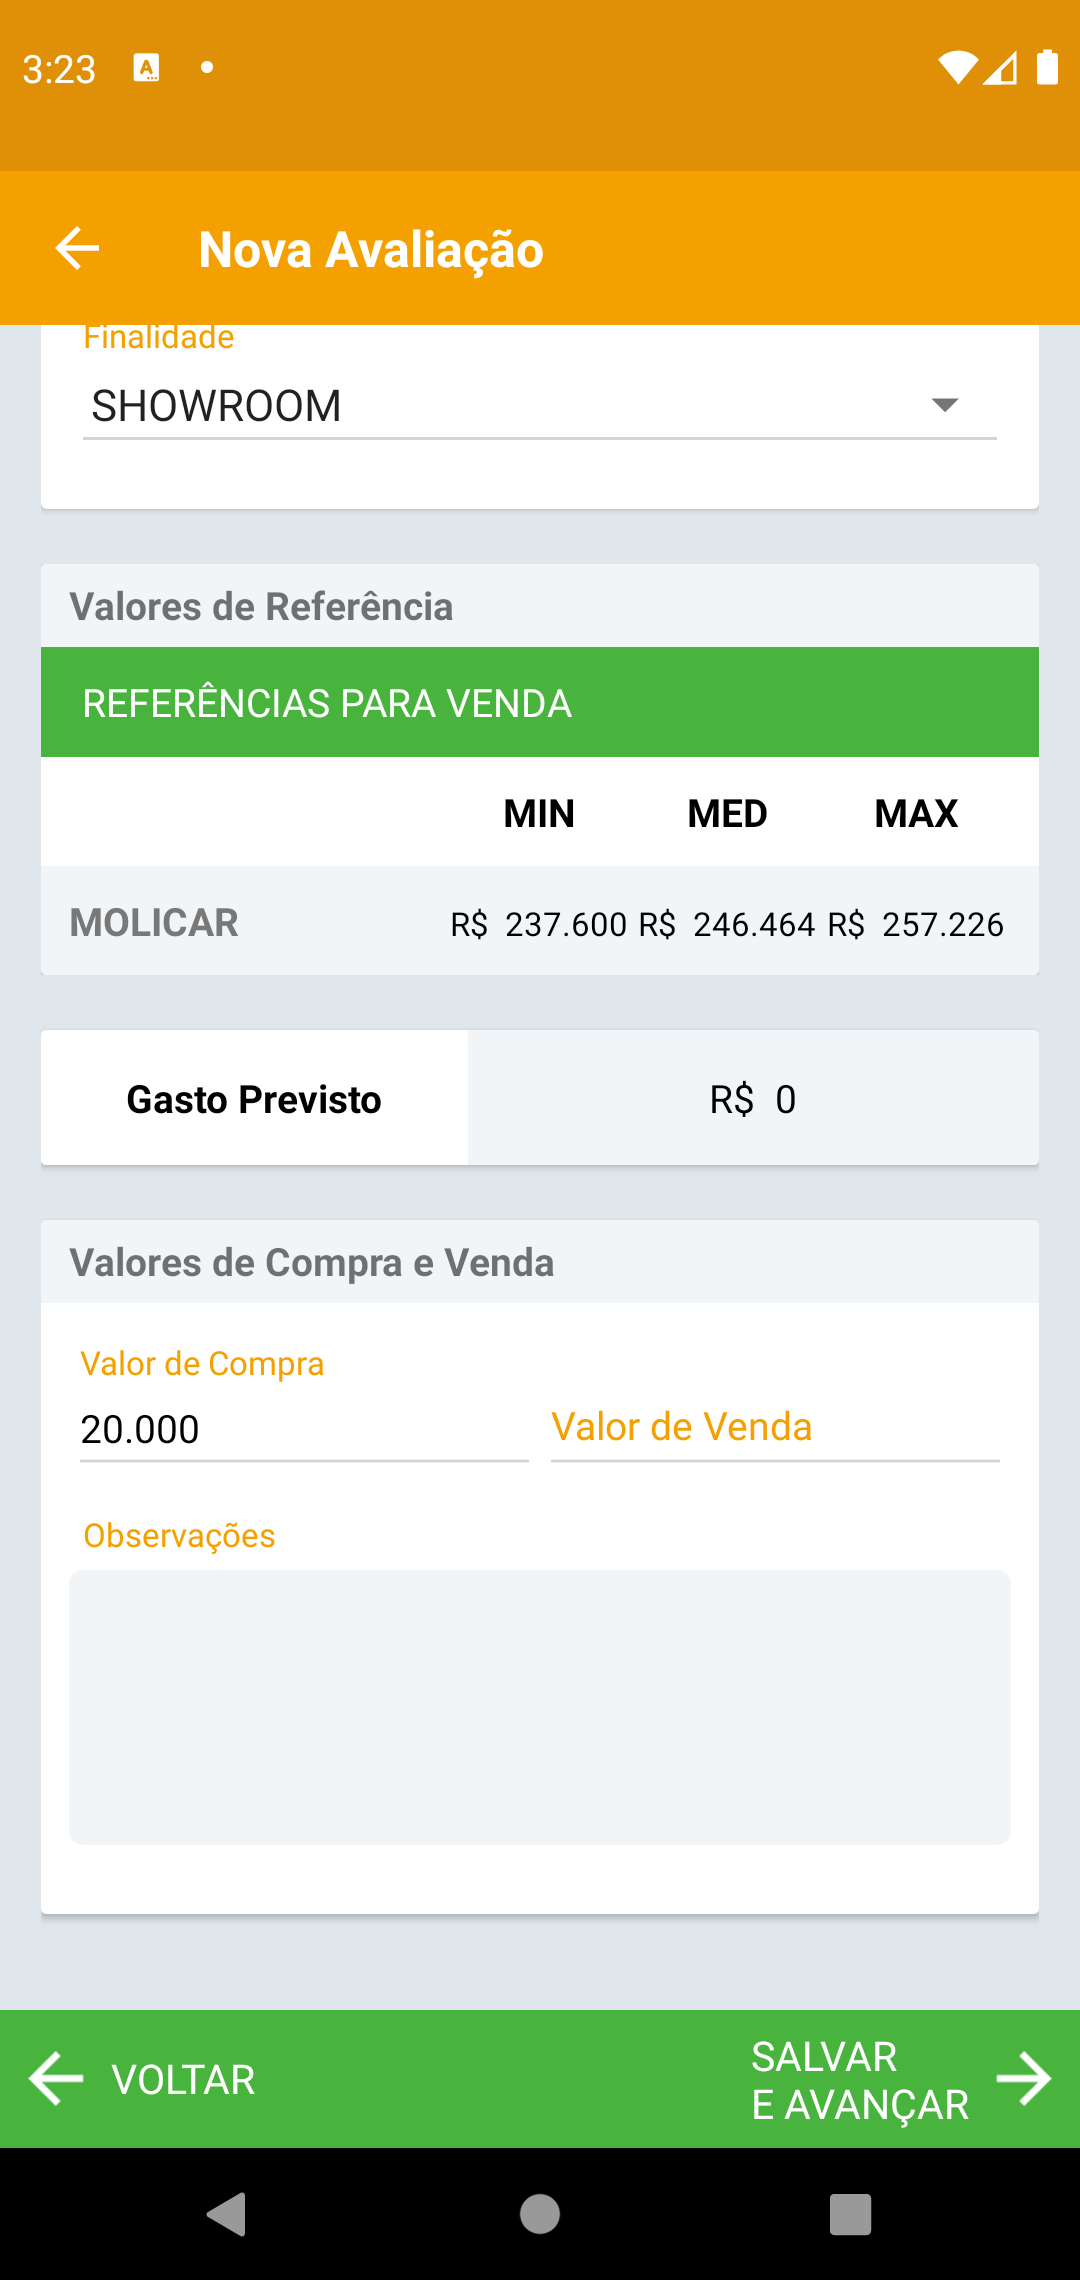 3:23
Nova Avaliação
Finalidade
SHOWROOM
Valores de Referência
REFERÊNCIAS PARA VENDA
MIN MED MAX
MOLICAR R$ 237.600 R$ 246.464 R$ 257.226
Gasto Previsto R$ 0
Valores de Compra e Venda
Valor de Compra
20.000 Valor de Venda
Observações
VOLTAR
SALVAR
E AVANÇAR